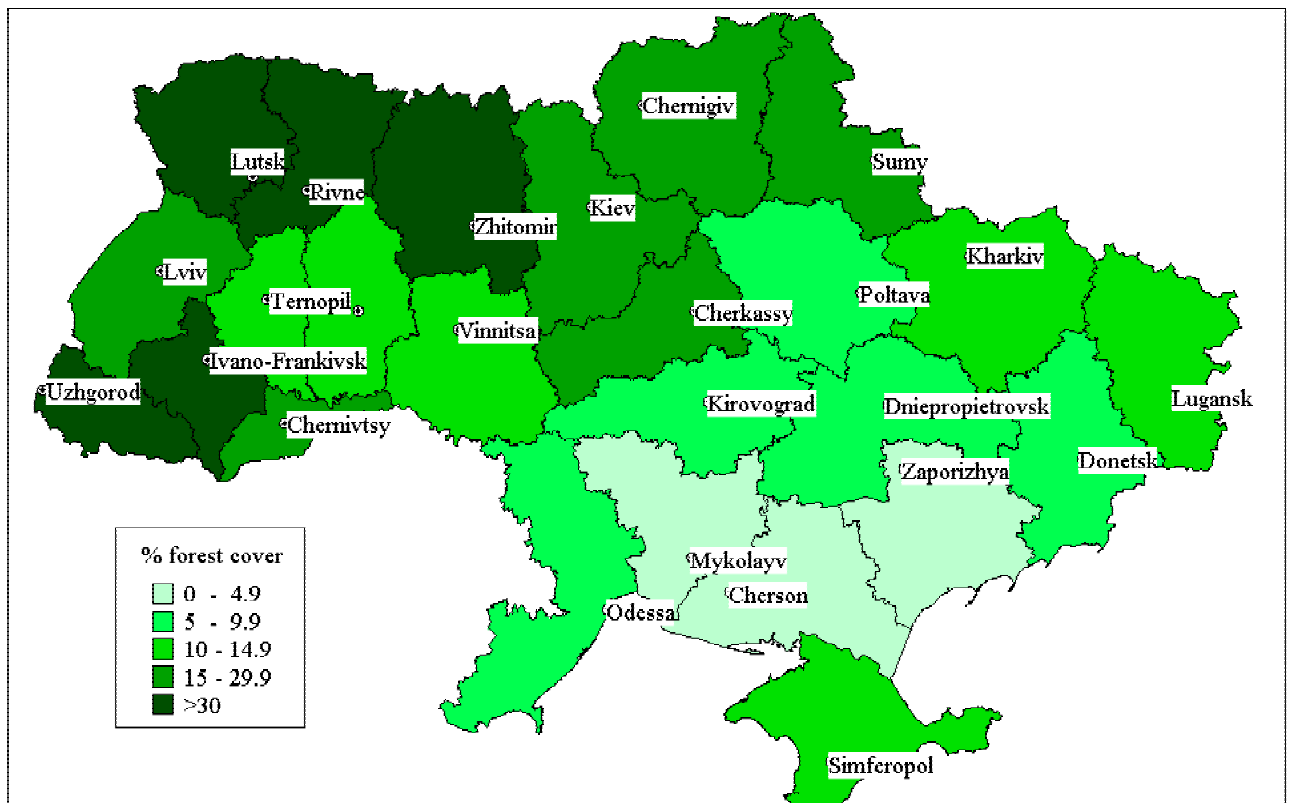 Chernigiv
Lutsk
Sumy
Rivne
Kiev
Zhitomir
Kharkiv
Lviv
Ternopil
Poltava
Cherkassy
Vinnitsa
Ivano-Frankivsk
Uzhgorod
Lugansk
Kirovograd
Dniepropietrovsk
Chernivtsy
Donetsk
Zaporizhya
Mykolayv
Cherson
Odessa
Simferopol
% forest cover
0 - 4.9
5 - 9.9
10 - 14.9
15 - 29.9
>30